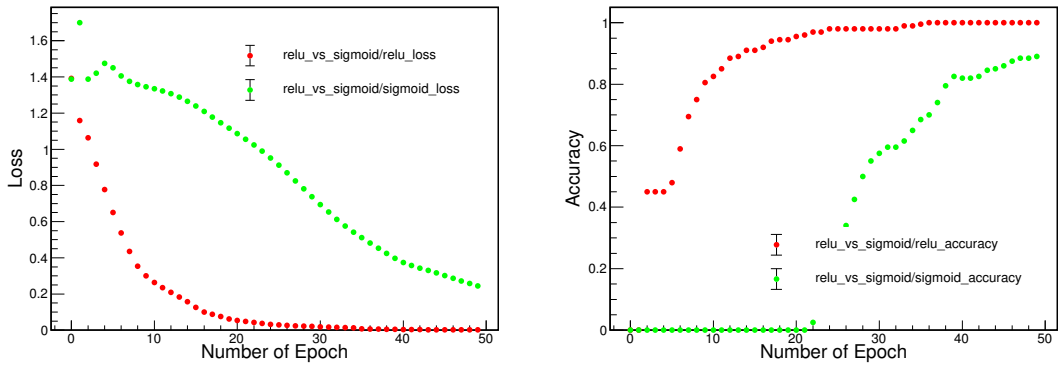 1.6
1.4
1.2
1
0.8
0.6
0.4
0.2
0
Loss
relu_vs_sigmoid/relu_loss
relu_vs_sigmoid/sigmoid_loss
0 10 20 30 40 50
Number of Epoch
1
0.8
0.6
0.4
0.2
0
Accuracy
relu_vs_sigmoid/relu_accuracy
relu_vs_sigmoid/sigmoid_accuracy
0 10 20 30 40 50
Number of Epoch